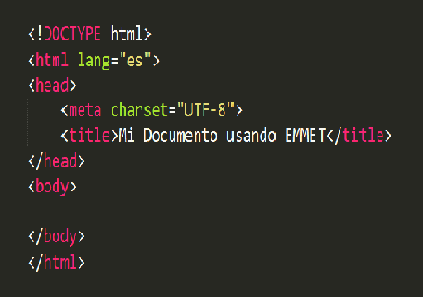 <!DOCTYPE html>
<html lang="es">
<head>
<meta charset="UTF-8">
<title>Mi Documento usando EMMET</title>
</head>
<body>
</body>
</html>